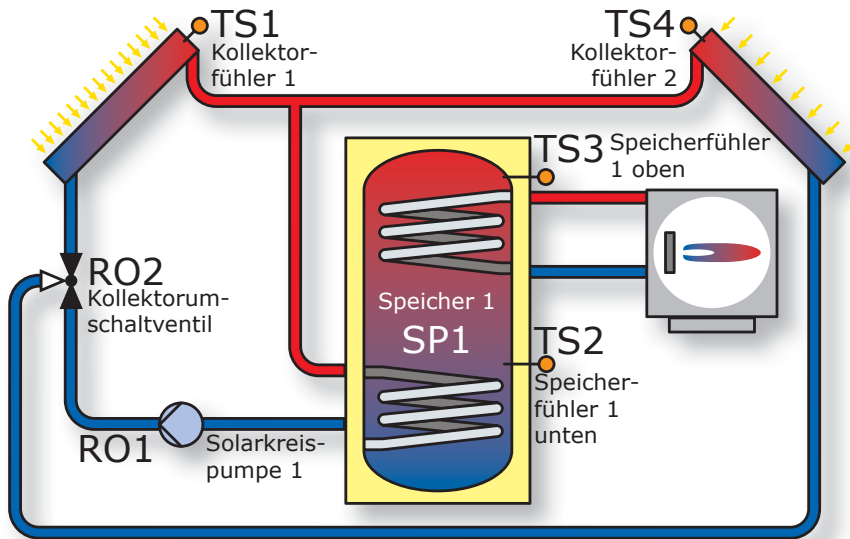 TS1
Kollektor-
fühler 1
TS4
Kollektor-
fühler 2
TS3
Speicherfühler
1 oben
RO2
Kollektorum-
schaltventil
Speicher 1
SP1
TS2
Speicher-
fühler 1
unten
RO1
Solarkreis-
pumpe 1